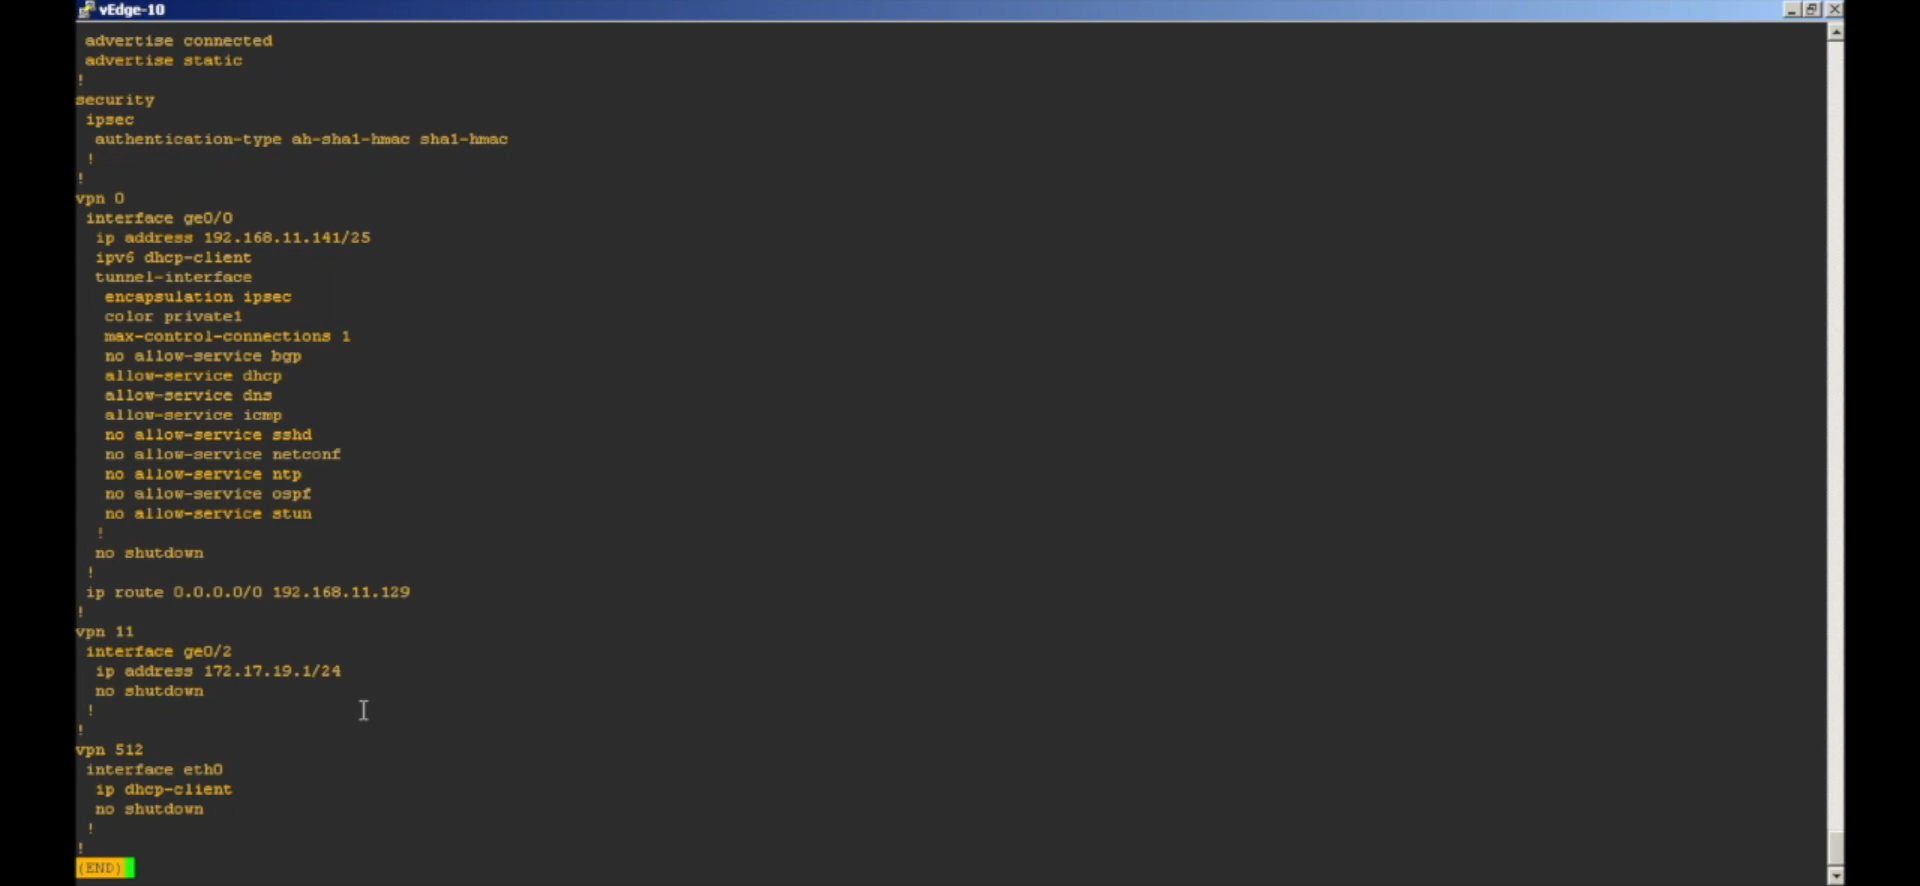 vEdge-10
advertise connected
advertise static
!
security
ipsec
authentication-type ah-sha1-hmac sha1-hmac
!
!
vpn 0
interface ge0/0
ip address 192.168.11.141/25
ipv6 dhcp-client
tunnel-interface
encapsulation ipsec
color private1
max-control-connections 1
no allow-service bgp
allow-service dhcp
allow-service dns
allow-service icmp
no allow-service sshd
no allow-service netconf
no allow-service ntp
no allow-service ospf
no allow-service stun
!
no shutdown
!
ip route 0.0.0.0/0 192.168.11.129
!
vpn 11
interface ge0/2
ip address 172.17.19.1/24
no shutdown
!
!
vpn 512
interface eth0
ip dhcp-client
no shutdown
!
!
(END)